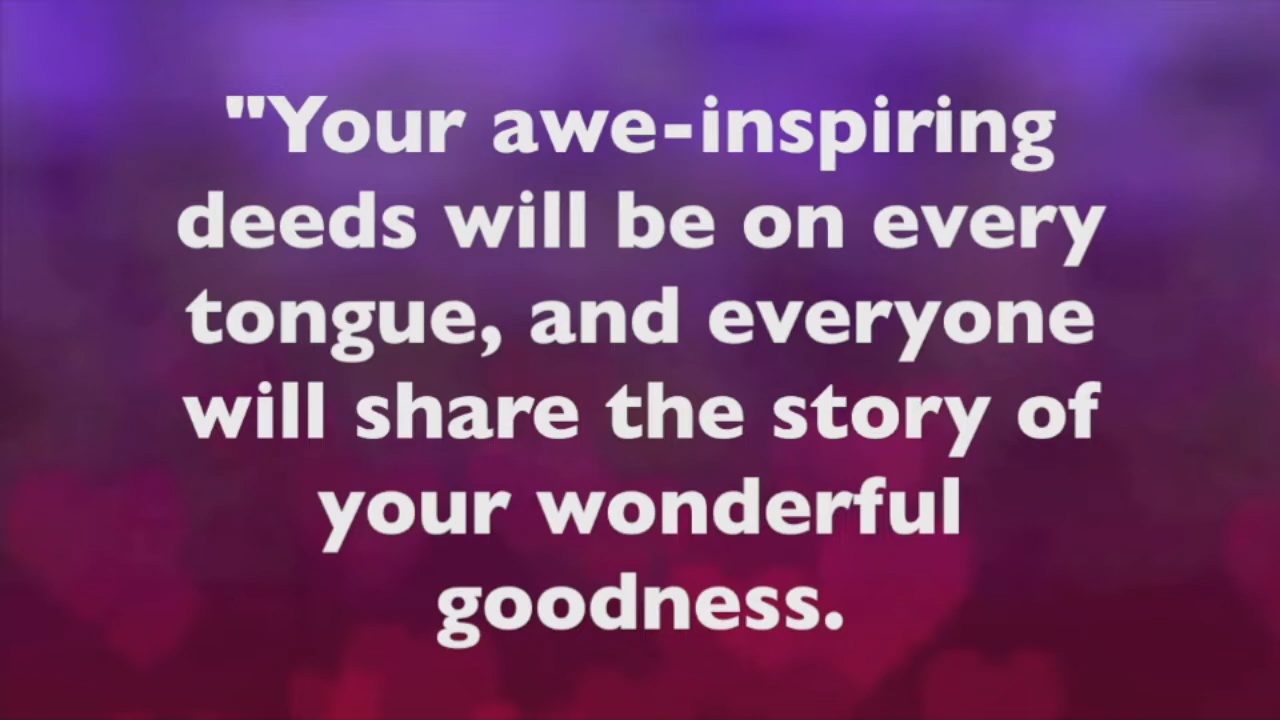 "Your awe-inspiring
deeds will be on every
tongue, and everyone
will share the story of
your wonderful
goodness.